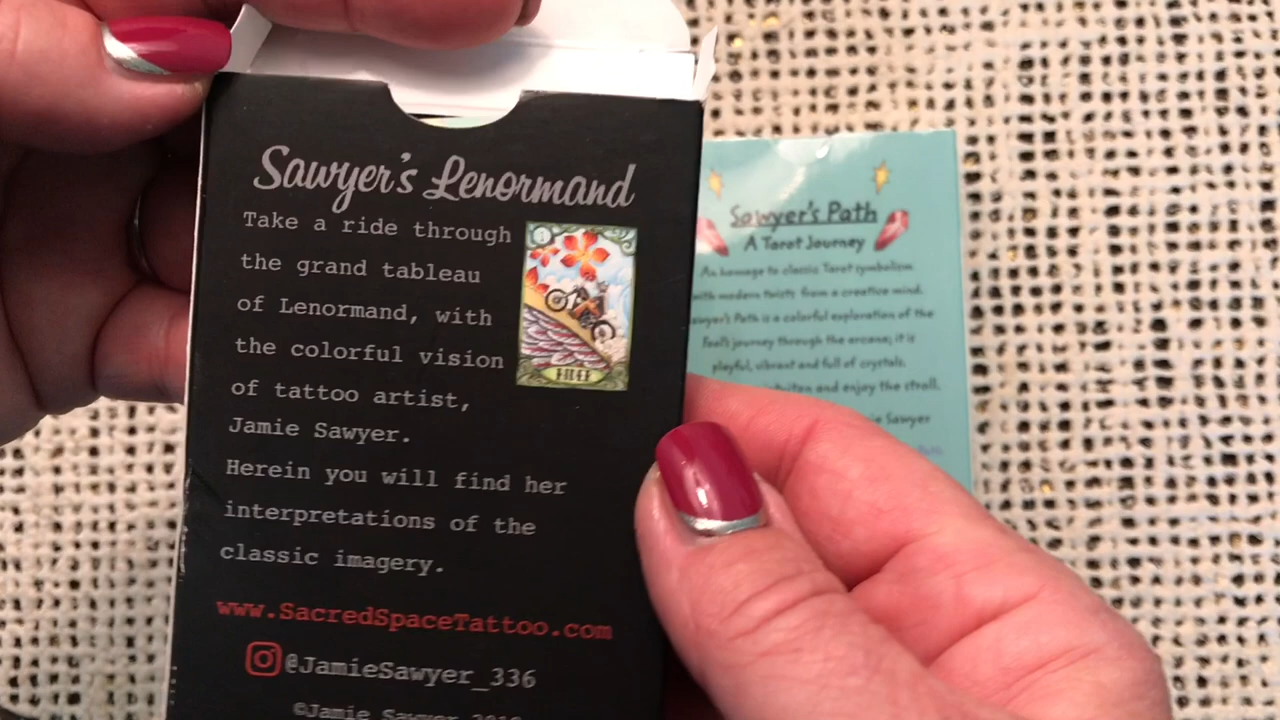 Sawyer's Lenormand
Take a ride through
the grand tableau
of Lenormand, with
the colorful vision
of tattoo artist,
Jamie Sawyer.
Herein you will find her
interpretations of the
classic imagery.
www.SacredSpaceTattoo.com
@JamieSawyer_336
©Jamie Sawyer
RIDER
Sawyer's Path
A Tarot Journey
An homage to classic Tarot symbolism
with modern twists from a creative mind.
Sawyer's Path is a colorful exploration of the
Fool's journey through the arcana; it is
playful, vibrant and full of crystals.
and enjoy the stroll.
Sawyer